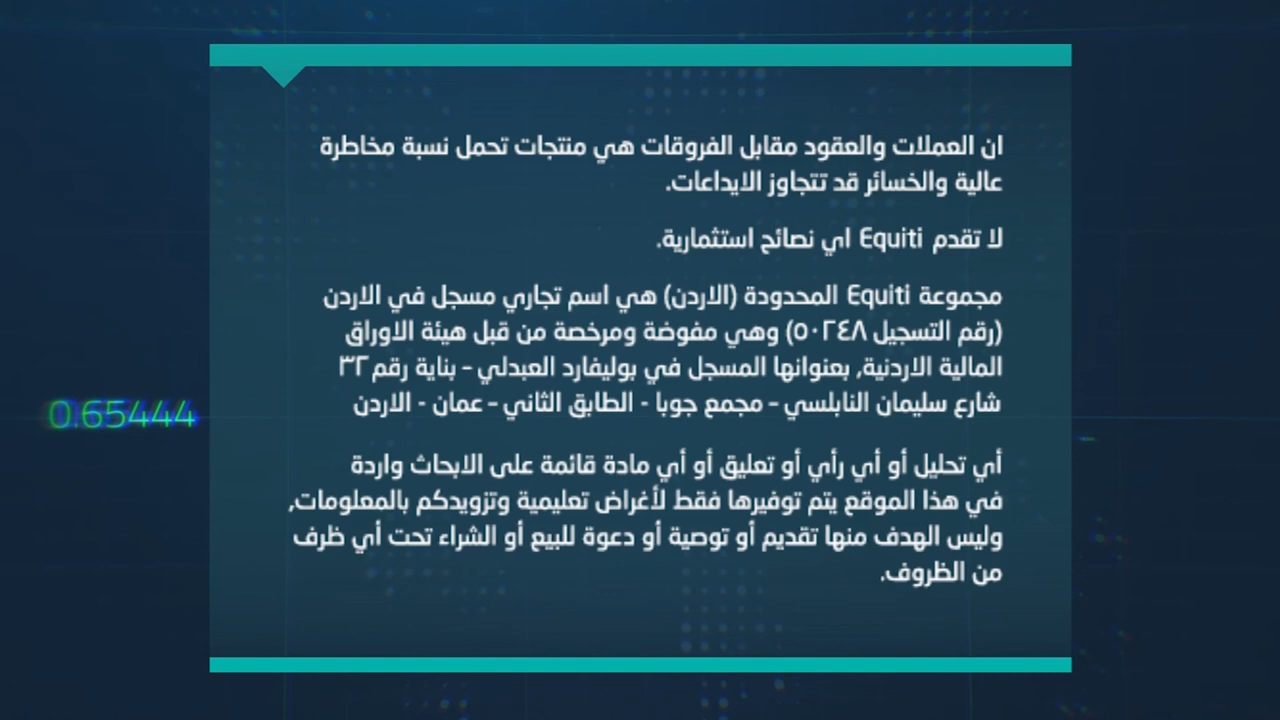 ان العملات والعقود مقابل الفروقات هي منتجات تحمل نسبة مخاطرة
عالية والخسائر قد تتجاوز الايداعات.
لا تقدم Equiti اي نصائح استثمارية.
مجموعة Equiti المحدودة (الاردن) هي اسم تجاري مسجل في الاردن
(رقم التسجيل ٥٠٢٤٨) وهي مفوضة ومرخصة من قبل هيئة الاوراق
المالية الاردنية, بعنوانها المسجل في بوليفارد العبدلي - بناية رقم ٣٢
شارع سليمان النابلسي - مجمع جوبا - الطابق الثاني - عمان - الاردن
أي تحليل أو أي رأي أو تعليق أو أي مادة قائمة على الابحاث واردة
في هذا الموقع يتم توفيرها فقط لأغراض تعليمية وتزويدكم بالمعلومات,
وليس الهدف منها تقديم أو توصية أو دعوة للبيع أو الشراء تحت أي ظرف
من الظروف.
0.65444